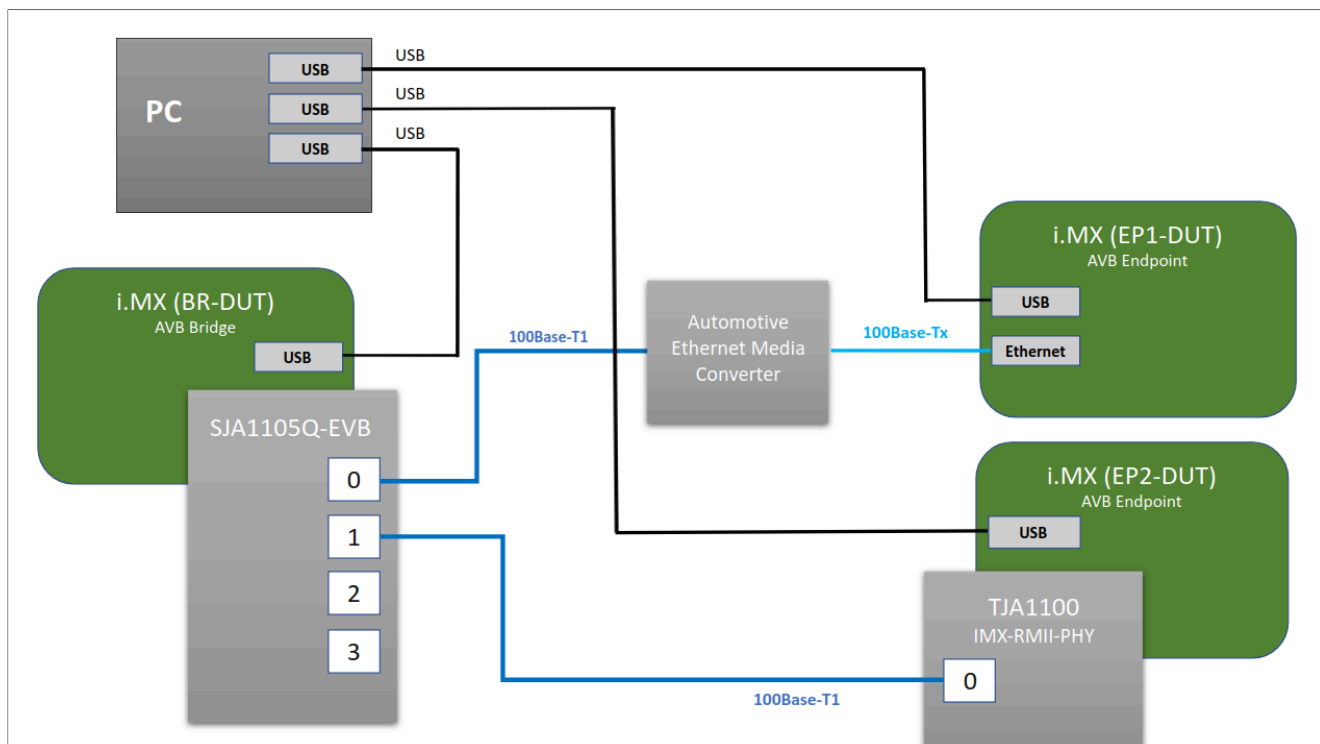 PC
USB
USB
USB
USB
USB
USB
i.MX (BR-DUT)
AVB Bridge
USB
SJA1105Q-EVB
0
1
2
3
100Base-T1
Automotive
Ethernet Media
Converter
100Base-Tx
i.MX (EP1-DUT)
AVB Endpoint
USB
Ethernet
i.MX (EP2-DUT)
AVB Endpoint
USB
TJA1100
IMX-RMII-PHY
0
100Base-T1